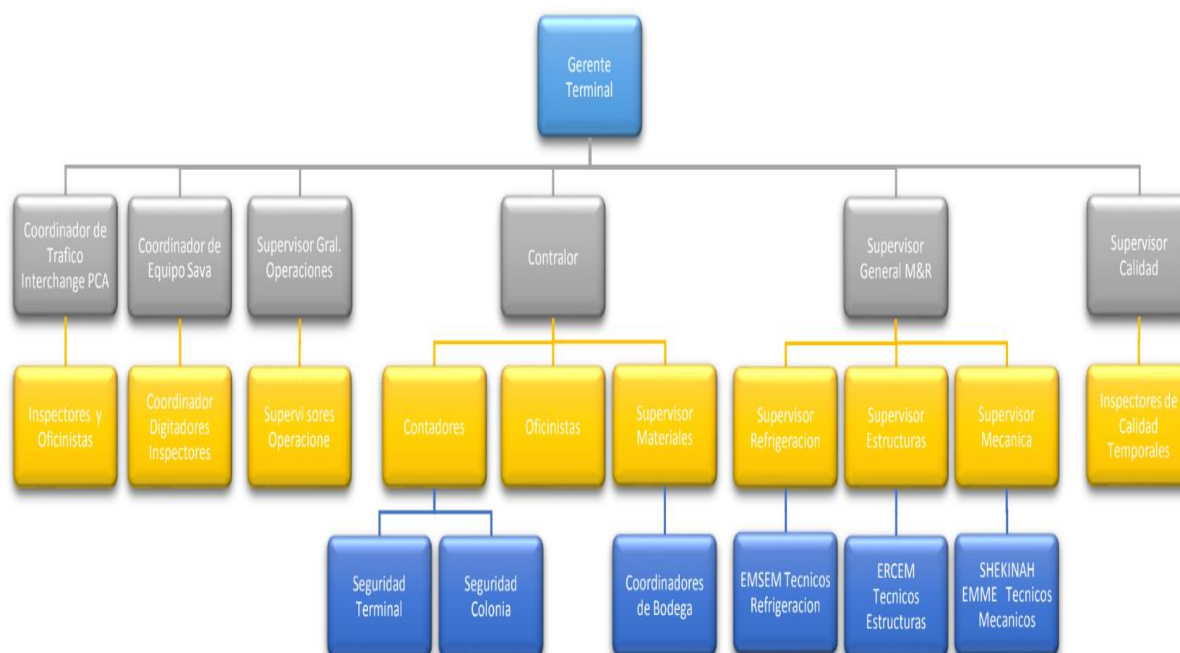 Gerente
Terminal
Coordinador de
Trafico
Interchange PCA
Coordinador de
Equipo Sava
Supervisor Gral.
Operaciones
Contralor
Supervisor
General M&R
Supervisor
Calidad
Inspectores y
Oficinistas
Coordinador
Digitadores
Inspectores
Supervi sores
Operacione
Contadores
Oficinistas
Supervisor
Materiales
Supervisor
Refrigeracion
Supervisor
Estructuras
Supervisor
Mecanica
Inspectores de
Calidad
Temporales
Seguridad
Terminal
Seguridad
Colonia
Coordinadores
de Bodega
EMSEM Tecnicos
Refrigeracion
ERCEM
Tecnicos
Estructuras
SHEKINAH
EMME Tecnicos
Mecanicos